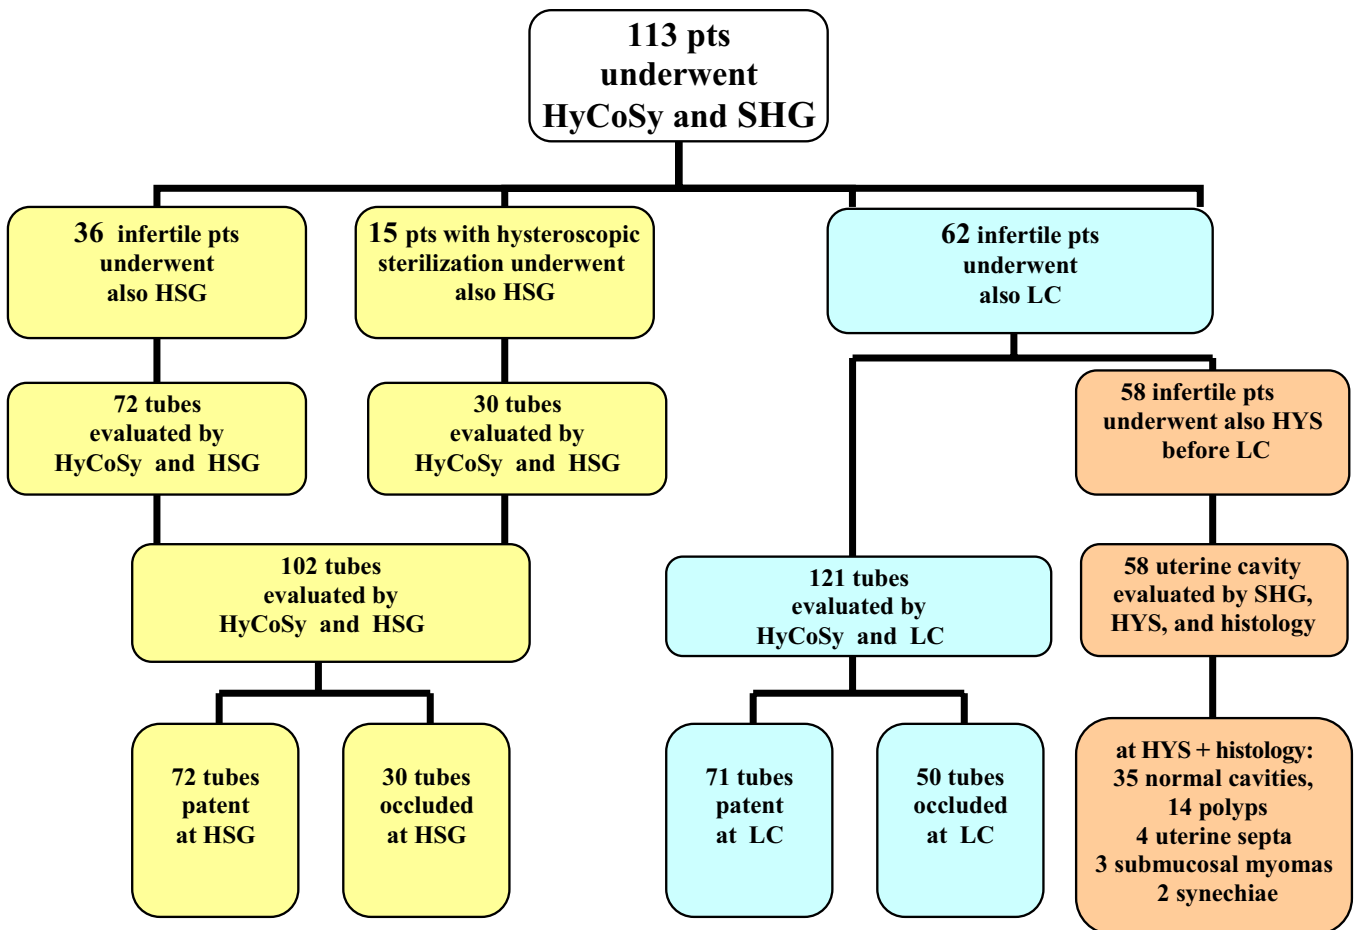 113 pts
underwent
HyCoSy and SHG
36 infertile pts
underwent
also HSG
15 pts with hysteroscopic
sterilization underwent
also HSG
62 infertile pts
underwent
also LC
72 tubes
evaluated by
HyCoSy and HSG
30 tubes
evaluated by
HyCoSy and HSG
58 infertile pts
underwent also HYS
before LC
102 tubes
evaluated by
HyCoSy and HSG
121 tubes
evaluated by
HyCoSy and LC
58 uterine cavity
evaluated by SHG,
HYS, and histology
72 tubes
patent
at HSG
30 tubes
occluded
at HSG
71 tubes
patent
at LC
50 tubes
occluded
at LC
at HYS + histology:
35 normal cavities,
14 polyps
4 uterine septa
3 submucosal myomas
2 synechiae